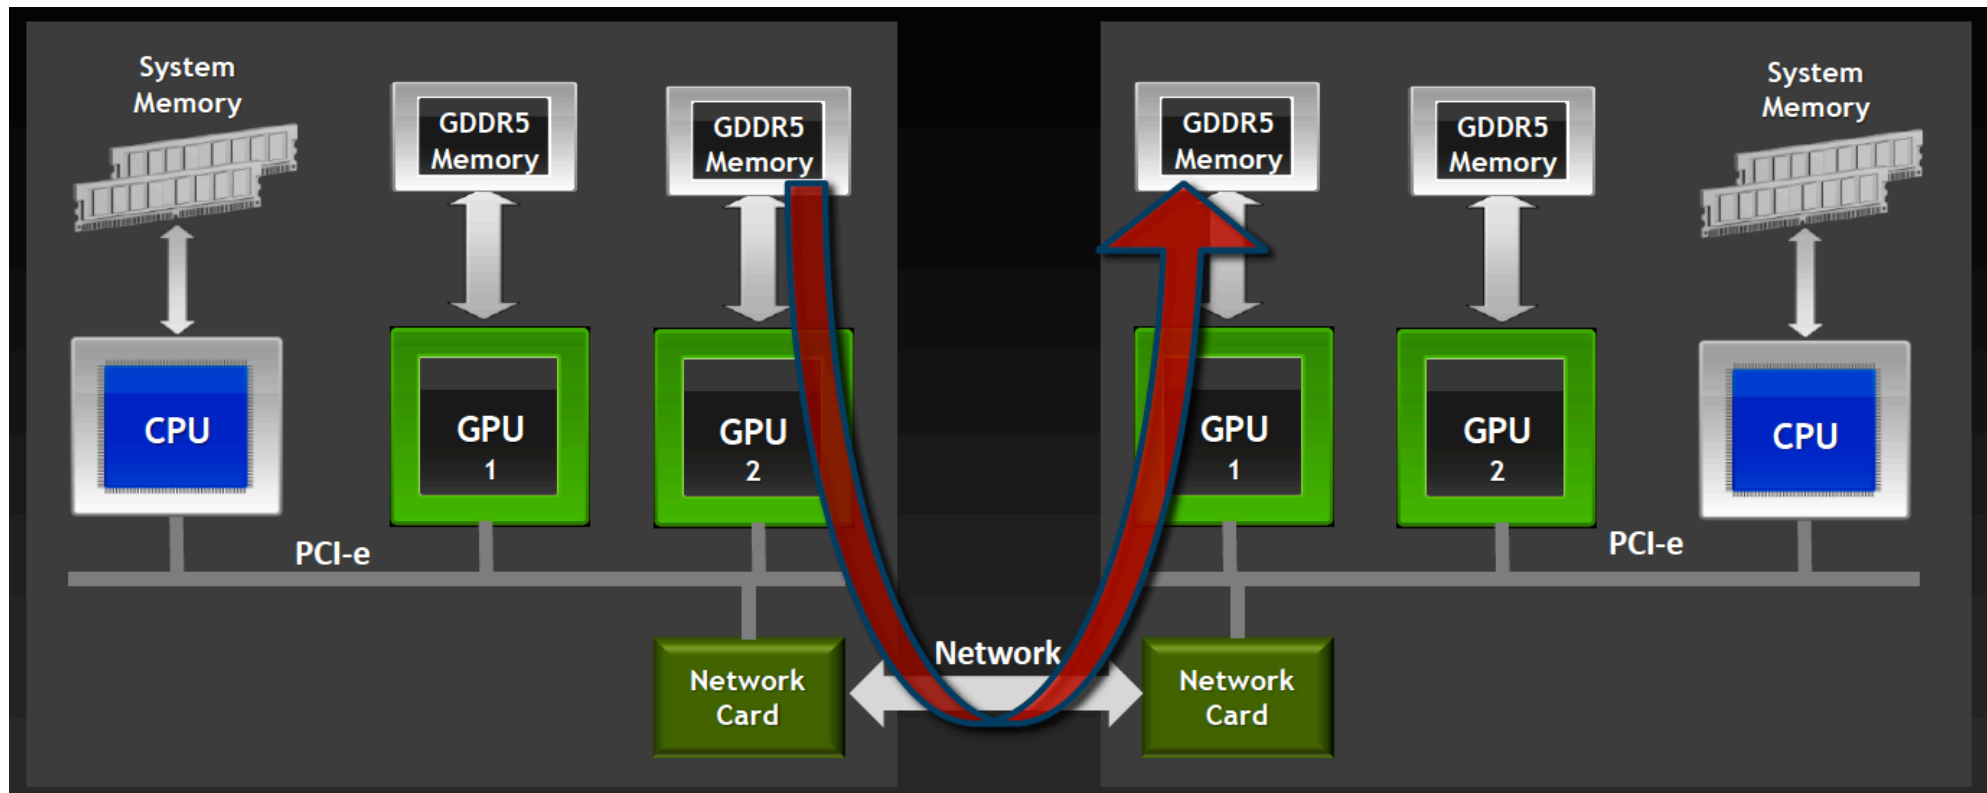 System
Memory
GDDR5
Memory
GDDR5
Memory
CPU
GPU
1
GPU
2
PCI-e
Network
Card
Network
GDDR5
Memory
GDDR5
Memory
System
Memory
GPU
1
GPU
2
CPU
PCI-e
Network
Card